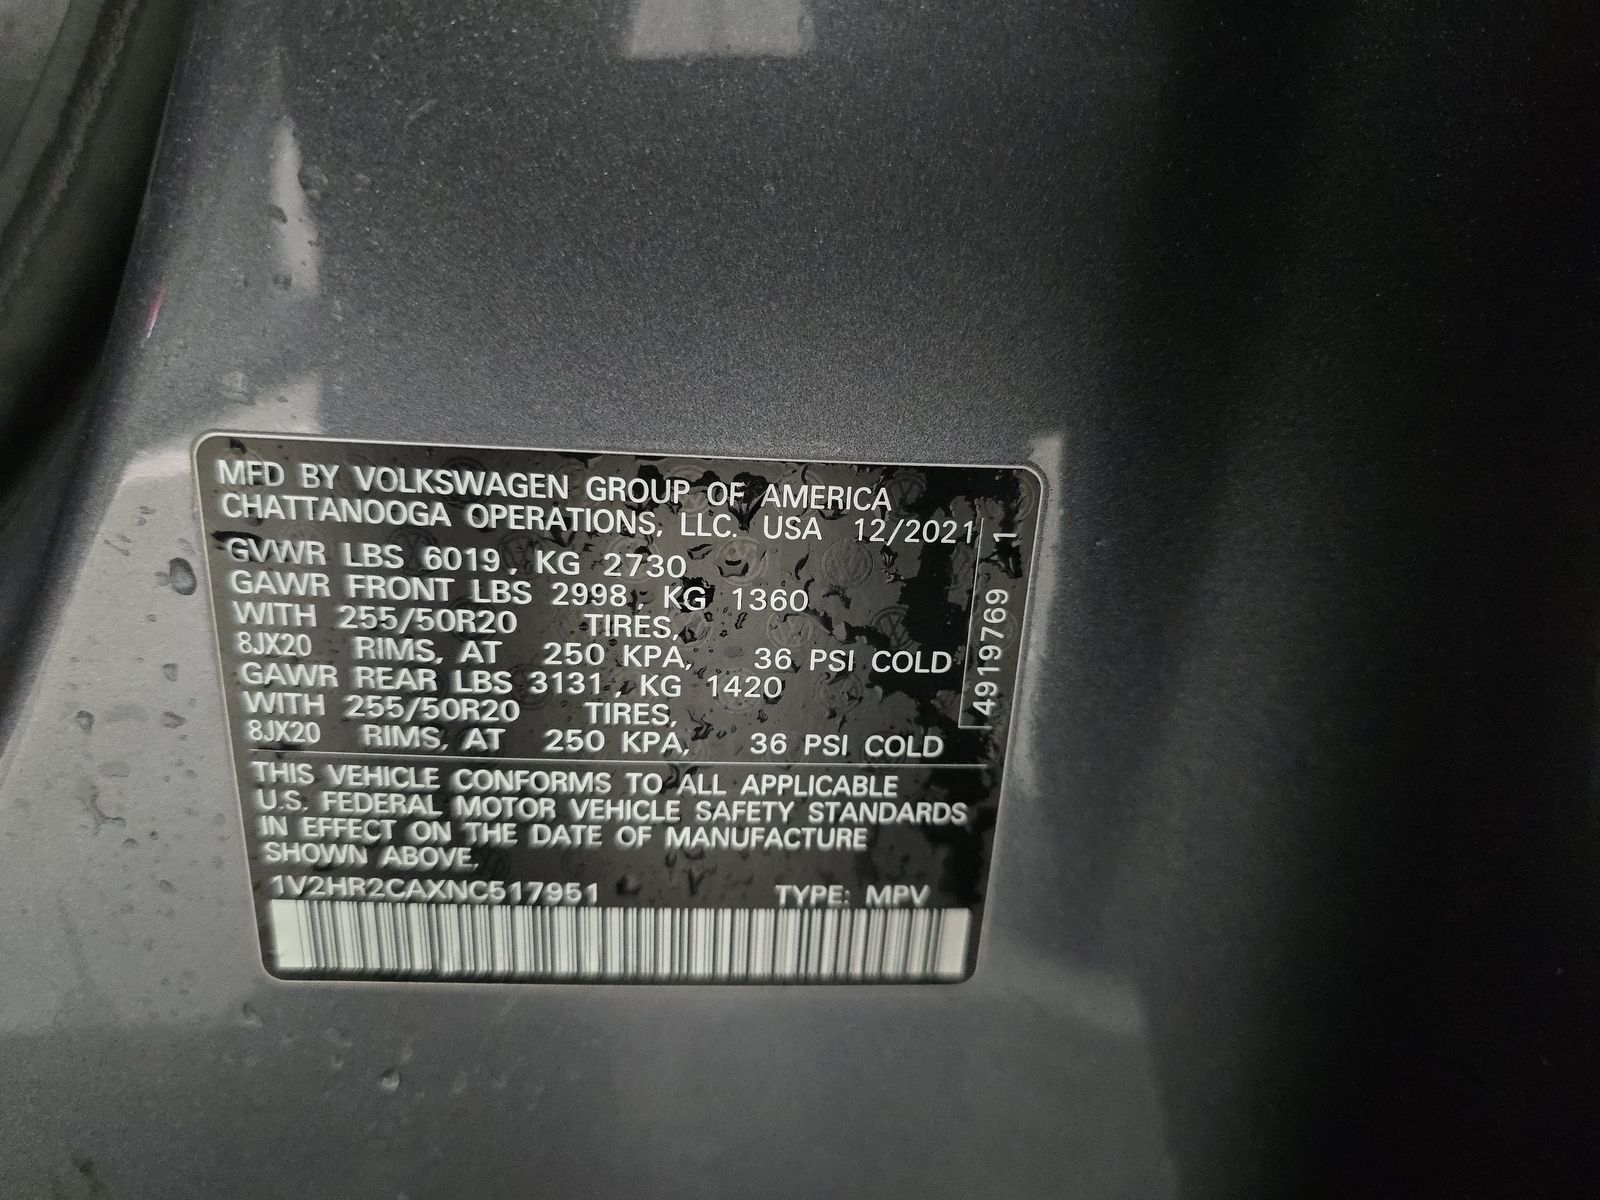 MFD BY VOLKSWAGEN GROUP OF AMERICA
CHATTANOOGA OPERATIONS, LLC. USA 12/2021
GVWR LBS 6019, KG 2730
GAWR FRONT LBS 2998, KG 1360
WITH 255/50R20 TIRES,
8JX20 RIMS, AT 250 KPA, 36 PSI COLD
GAWR REAR LBS 3131, KG 1420
WITH 255/50R20 TIRES,
8JX20 RIMS, AT 250 KPA, 36 PSI COLD
4919769 1
THIS VEHICLE CONFORMS TO ALL APPLICABLE
U.S. FEDERAL MOTOR VEHICLE SAFETY STANDARDS
IN EFFECT ON THE DATE OF MANUFACTURE
SHOWN ABOVE.
1V2HR2CAXNC517951 TYPE: MPV